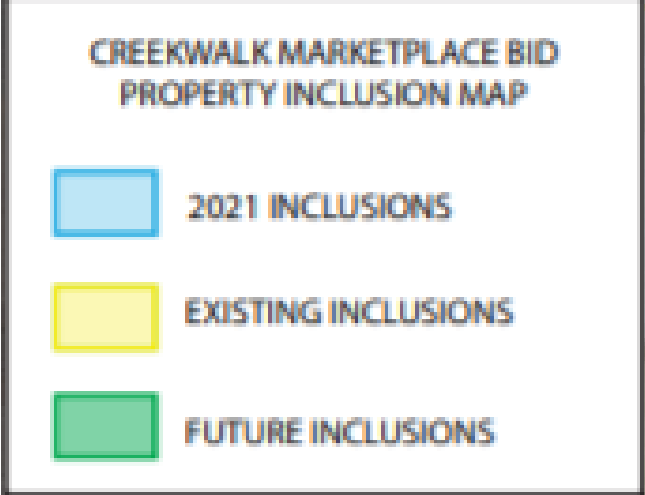 CREEKWALK MARKETPLACE BID
PROPERTY INCLUSION MAP
2021 INCLUSIONS
EXISTING INCLUSIONS
FUTURE INCLUSIONS